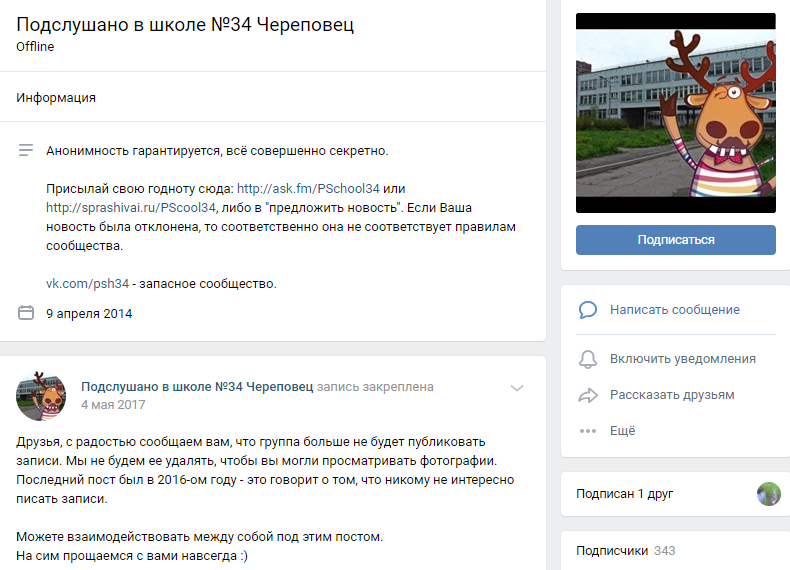 Подслушано в школе №34 Череповец
Offline
Информация
Анонимность гарантируется, всё совершенно секретно.
Присылай свою годноту сюда: http://ask.fm/PSchool34 или
http://sprashivai.ru/PScool34, либо в "предложить новость". Если Ваша
новость была отклонена, то соответственно она не соответствует правилам
сообщества.
vk.com/psh34 - запасное сообщество.
9 апреля 2014
Подслушано в школе №34 Череповец запись закреплена
4 мая 2017
Друзья, с радостью сообщаем вам, что группа больше не будет публиковать
записи. Мы не будем ее удалять, чтобы вы могли просматривать фотографии.
Последний пост был в 2016-ом году - это говорит о том, что никому не интересно
писать записи.
Можете взаимодействовать между собой под этим постом.
На сим прощаемся с вами навсегда :)
Подписаться
Написать сообщение
Включить уведомления
Рассказать друзьям
Ещё
Подписан 1 друг
Подписчики 343